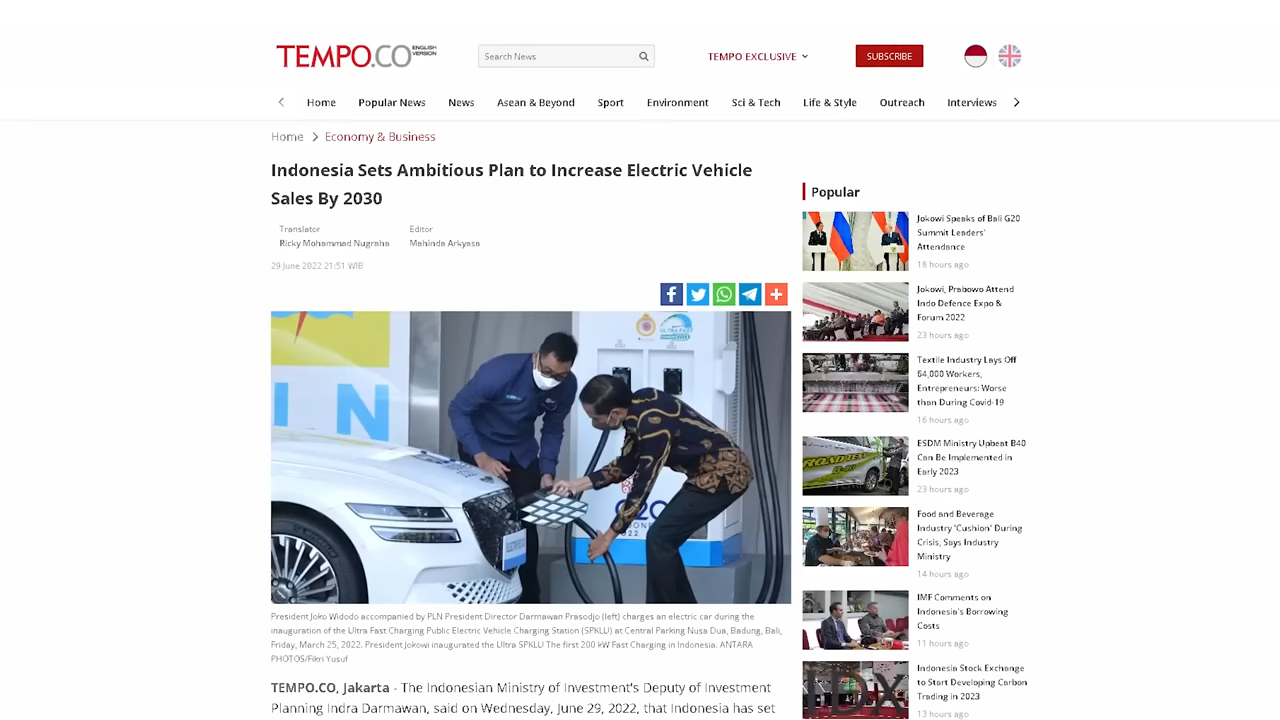 TEMPO.CO ENGLISH VERSION
Search News
TEMPO EXCLUSIVE
SUBSCRIBE
Home Popular News News Asean & Beyond Sport Environment Sci & Tech Life & Style Outreach Interviews
Home > Economy & Business
Indonesia Sets Ambitious Plan to Increase Electric Vehicle
Sales By 2030
Translator Editor
Ricky Mohammad Nugraha Mahinda Arkyasa
29 June 2022 21:51 WIB
IN
ULTRA FAST
G20
2022
President Joko Widodo accompanied by PLN President Director Darmawan Prasodjo (left) charges an electric car during the
inauguration of the Ultra Fast Charging Public Electric Vehicle Charging Station (SPKLU) at Central Parking Nusa Dua, Badung, Bali,
Friday, March 25, 2022. President Jokowi inaugurated the Ultra SPKLU The first 200 kW Fast Charging in Indonesia. ANTARA
PHOTOS/Fikri Yusuf
TEMPO.CO, Jakarta - The Indonesian Ministry of Investment's Deputy of Investment
Planning Indra Darmawan, said on Wednesday, June 29, 2022, that Indonesia has set
Popular
Jokowi Speaks of Bali G20
Summit Leaders'
Attendance
18 hours ago
Jokowi, Prabowo Attend
Indo Defence Expo &
Forum 2022
23 hours ago
Textile Industry Lays Off
64,000 Workers,
Entrepreneurs: Worse
than During Covid-19
16 hours ago
ROAD TEST
ESDM Ministry Upbeat B40
Can Be Implemented in
Early 2023
23 hours ago
Food and Beverage
Industry 'Cushion' During
Crisis, Says Industry
Ministry
14 hours ago
IMF Comments on
Indonesia's Borrowing
Costs
11 hours ago
IDX
Indonesia Stock Exchange
to Start Developing Carbon
Trading in 2023
13 hours ago